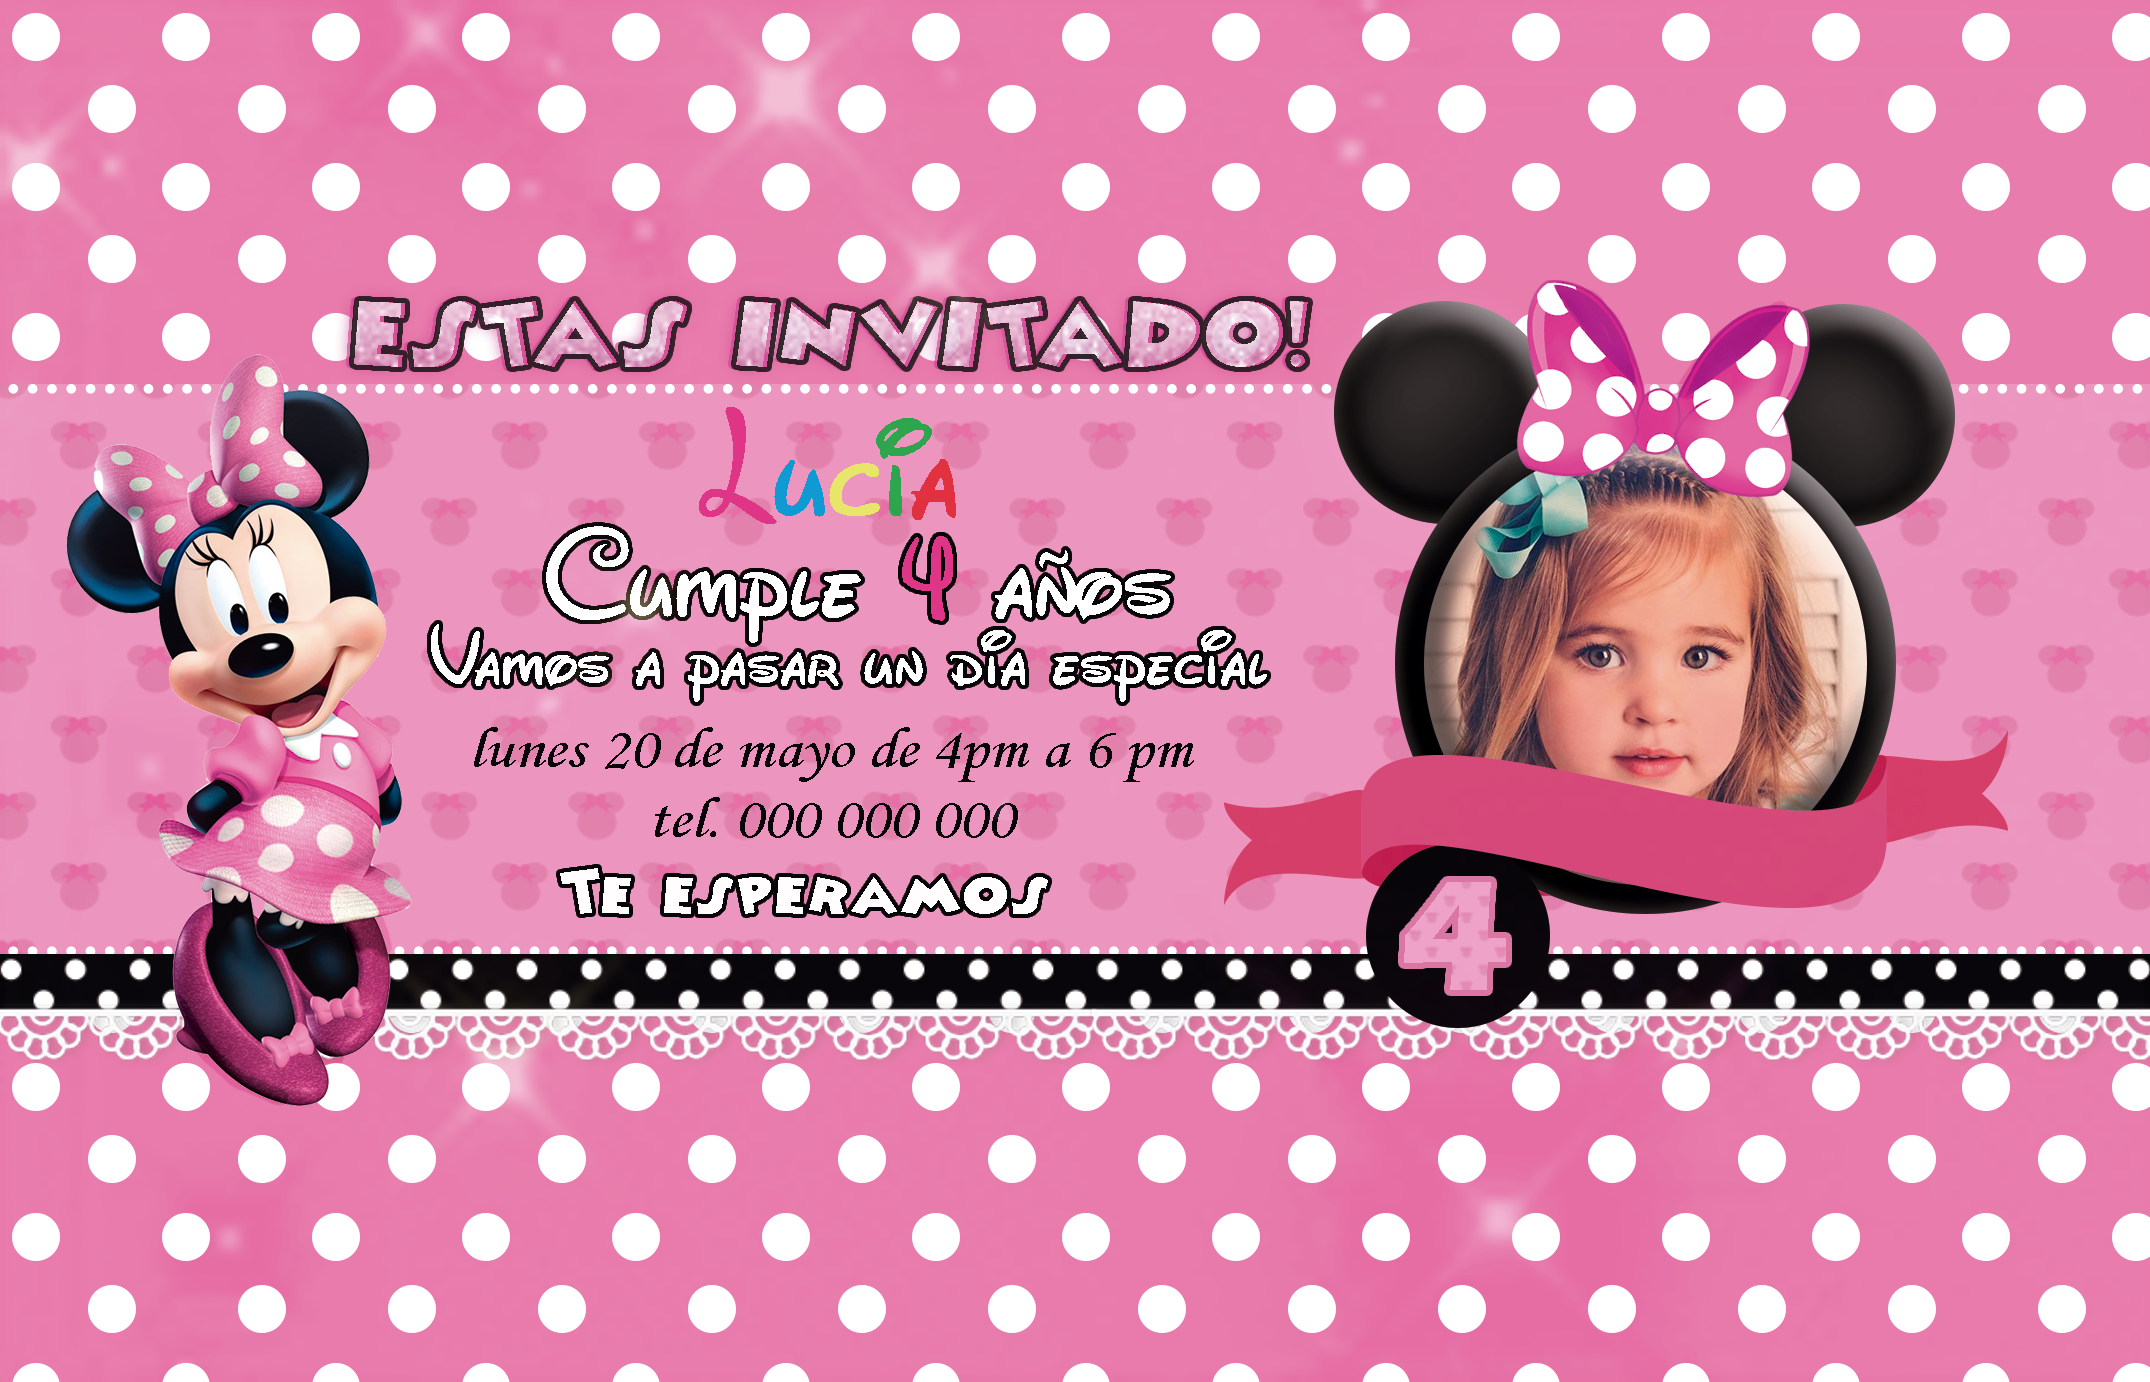 ESTAS INVITADO!
Lucia
Cumple 4 años
Vamos a pasar un dia especial
lunes 20 de mayo de 4pm a 6 pm
tel. 000 000 000
Te esperamos
4